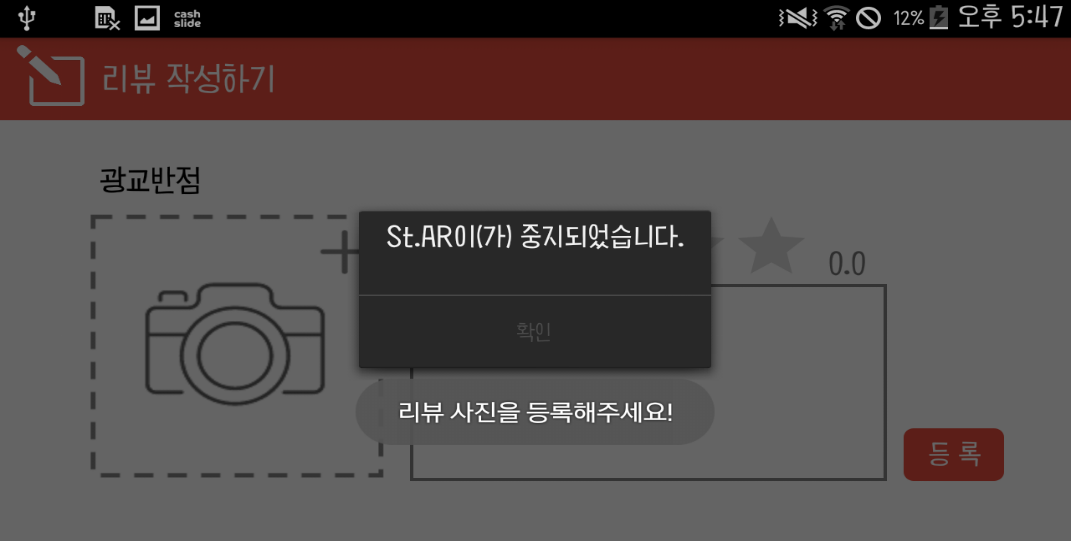 cash
slide
12% 오후 5:47
리뷰 작성하기
광교반점
St.AR이(가) 중지되었습니다.
0.0
확인
리뷰 사진을 등록해주세요!
등 록